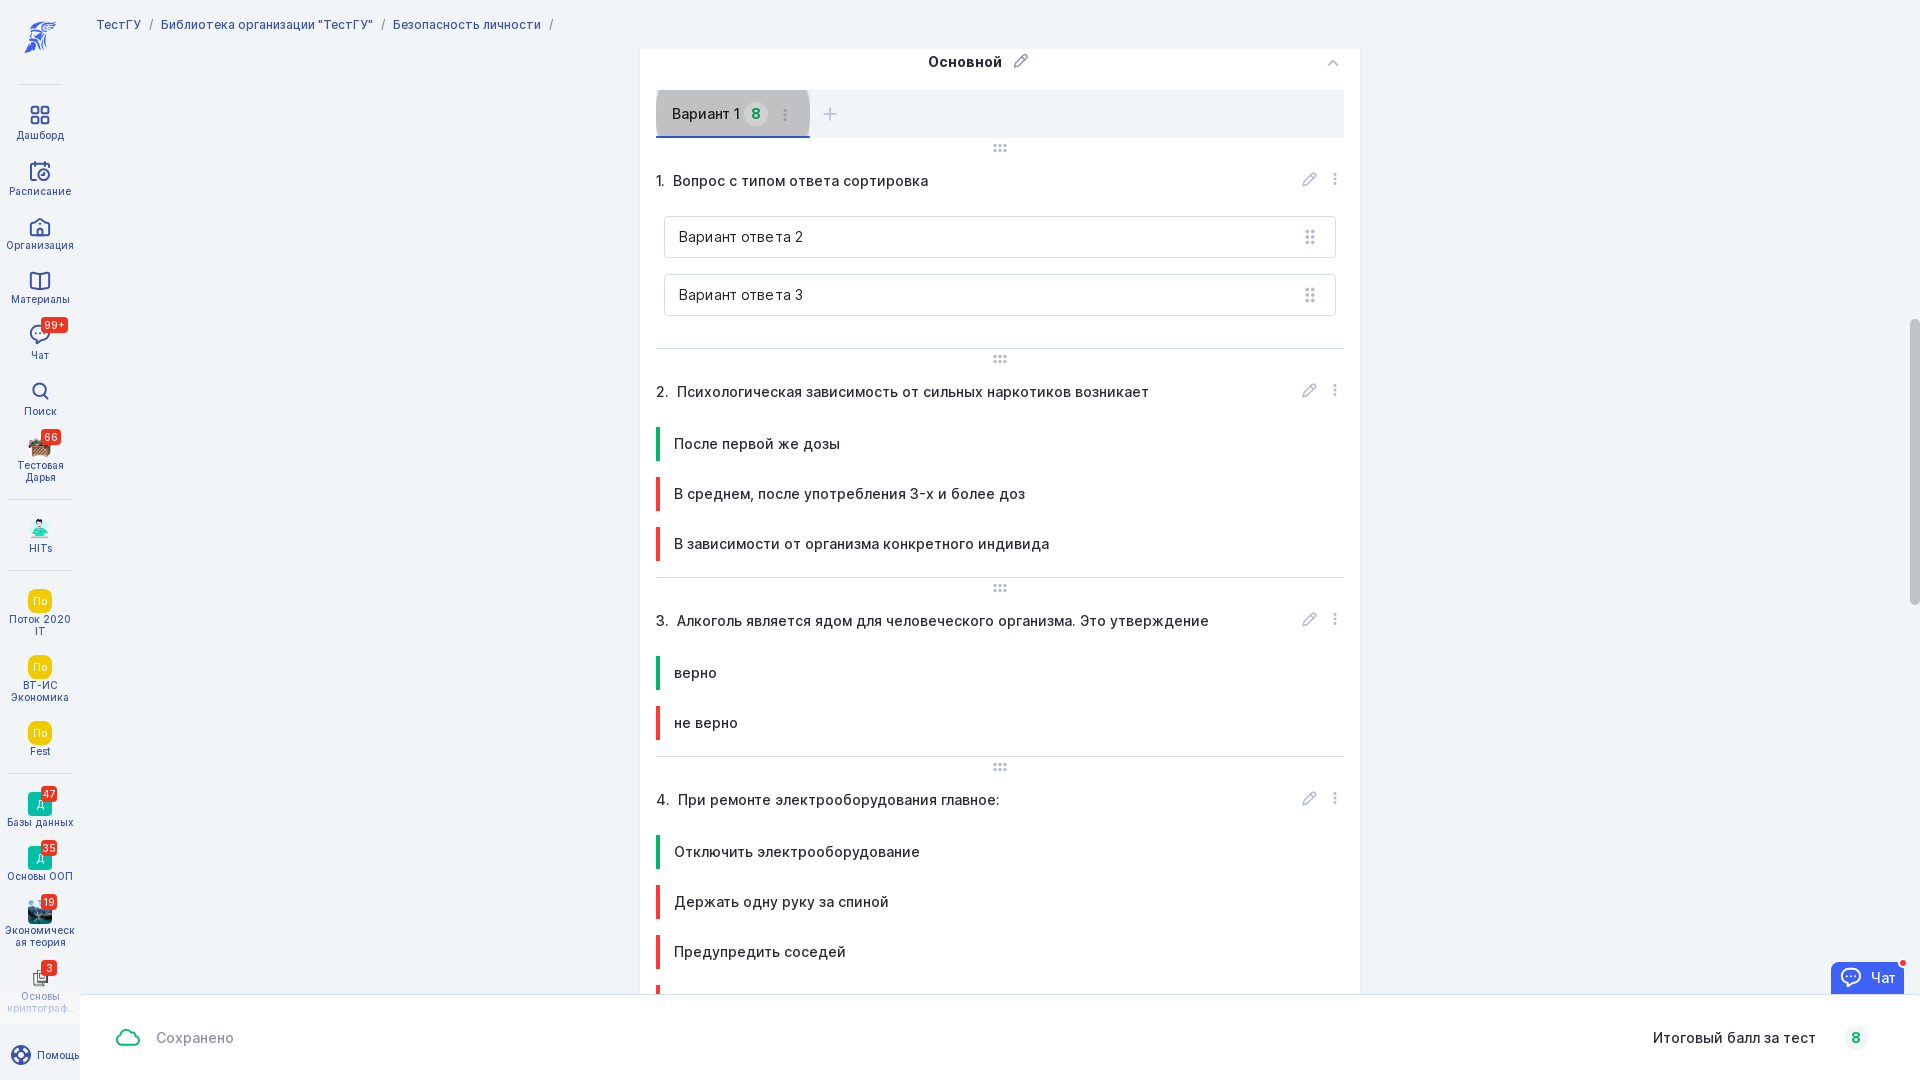 ТестГУ / Библиотека организации "ТестГУ" / Безопасность личности /
Дашборд
Расписание
Организация
Материалы
99+
Чат
Поиск
66
Тестовая
Дарья
HITs
По
Поток 2020
IT
По
ВТ-ИС
Экономика
По
Fest
47
Д
Базы данных
35
Д
Основы ООП
19
Экономическ
ая теория
3
Основы
криптограф...
Помощь
Основной
Вариант 1 8
1. Вопрос с типом ответа сортировка
Вариант ответа 2
Вариант ответа 3
2. Психологическая зависимость от сильных наркотиков возникает
После первой же дозы
В среднем, после употребления 3-х и более доз
В зависимости от организма конкретного индивида
3. Алкоголь является ядом для человеческого организма. Это утверждение
верно
не верно
4. При ремонте электрооборудования главное:
Отключить электрооборудование
Держать одну руку за спиной
Предупредить соседей
Чат
Сохранено
Итоговый балл за тест 8